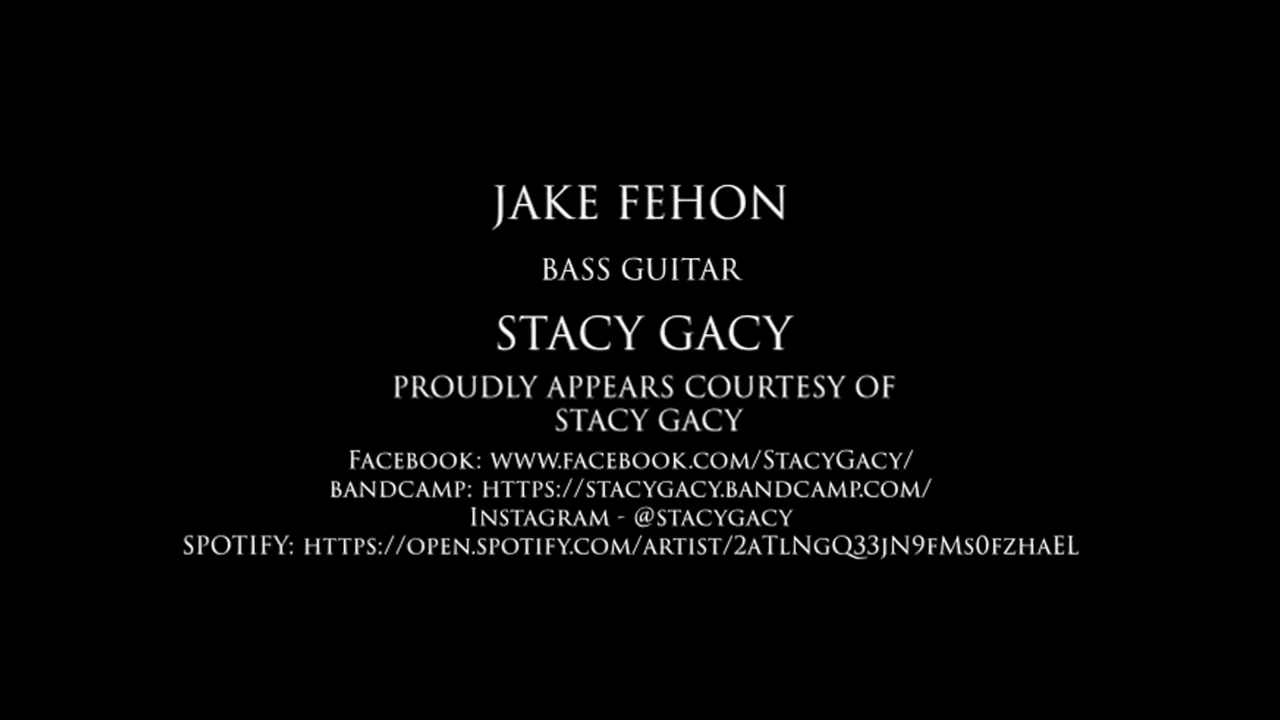 JAKE FEHON
BASS GUITAR
STACY GACY
PROUDLY APPEARS COURTESY OF
STACY GACY
FACEBOOK: WWW.FACEBOOK.COM/STACYGACY/
BANDCAMP: HTTPS://STACYGACY.BANDCAMP.COM/
INSTAGRAM - @STACYGACY
SPOTIFY: HTTPS://OPEN.SPOTIFY.COM/ARTIST/2ATLNGQ33JN9FMS0FZHAEL